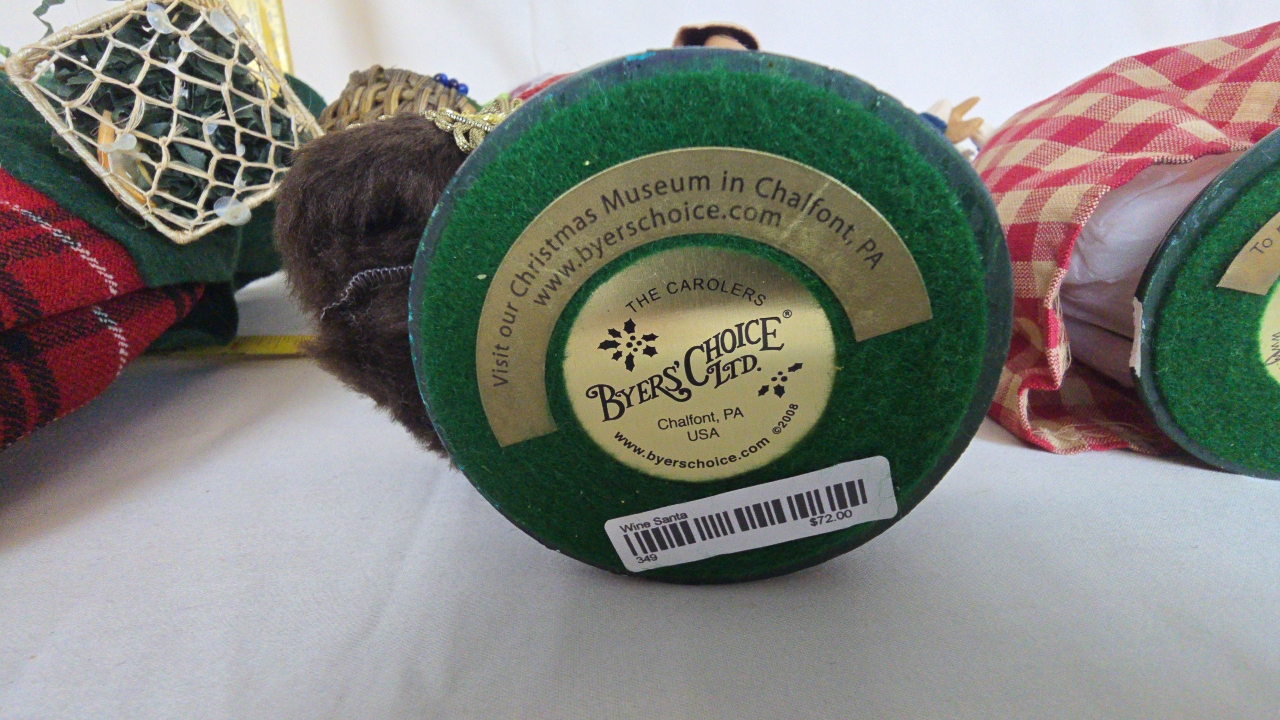 Visit our Christmas Museum in Chalfont, PA
www.byerschoice.com
THE CAROLERS
BYERS' CHOICE®
LTD.
Chalfont, PA
USA
www.byerschoice.com ©2008
Wine Santa
$72.00
349
To